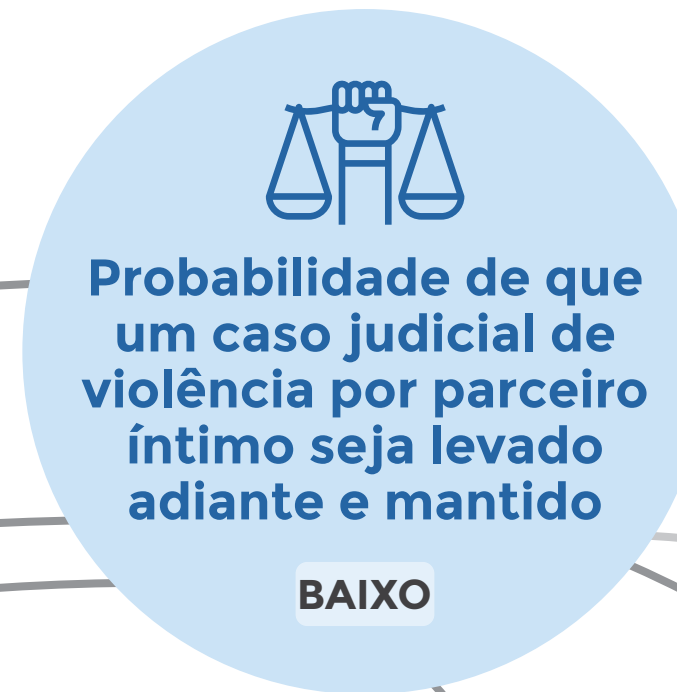 Probabilidade de que
um caso judicial de
violência por parceiro
íntimo seja levado
adiante e mantido
BAIXO